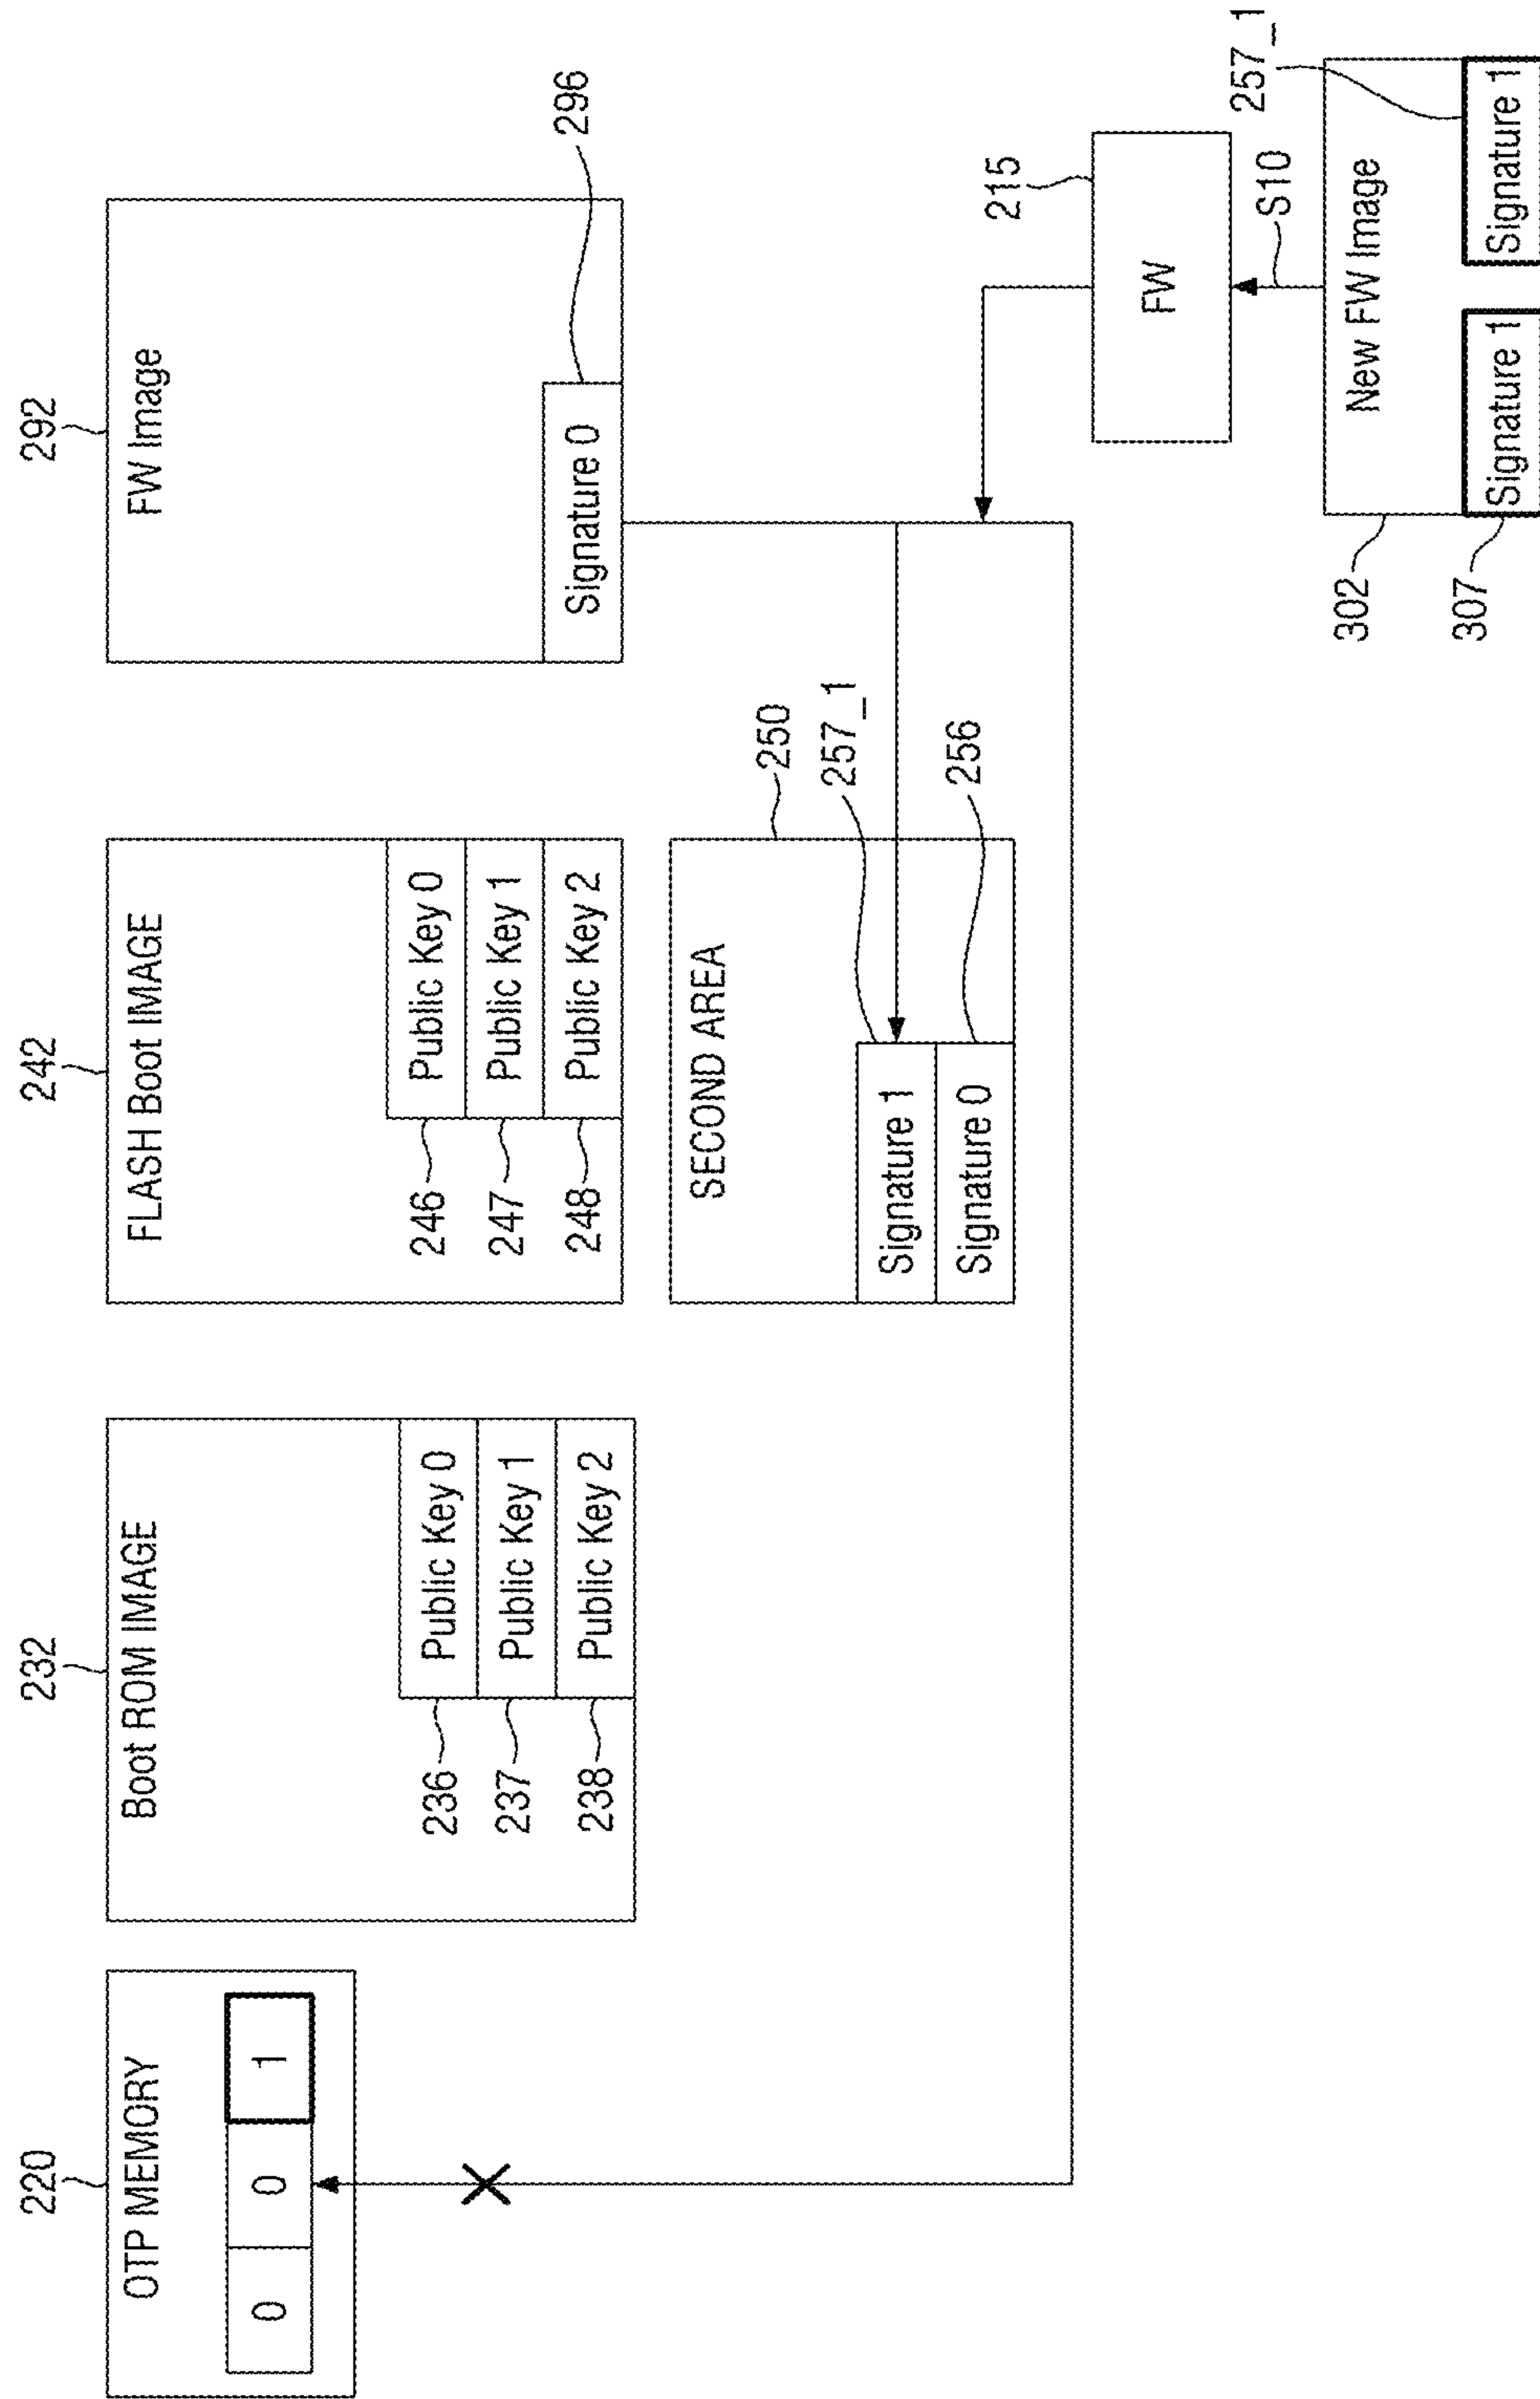 220
OTP MEMORY
0 0 1
232
Boot ROM IMAGE
236
Public Key 0
237
Public Key 1
238
Public Key 2
242
FLASH Boot IMAGE
246
Public Key 0
247
Public Key 1
248
Public Key 2
292
FW Image
Signature 0
296
250
SECOND AREA
257_1
Signature 1
256
Signature 0
215
FW
S10
302
New FW Image
257_1
307
Signature 1
Signature 1